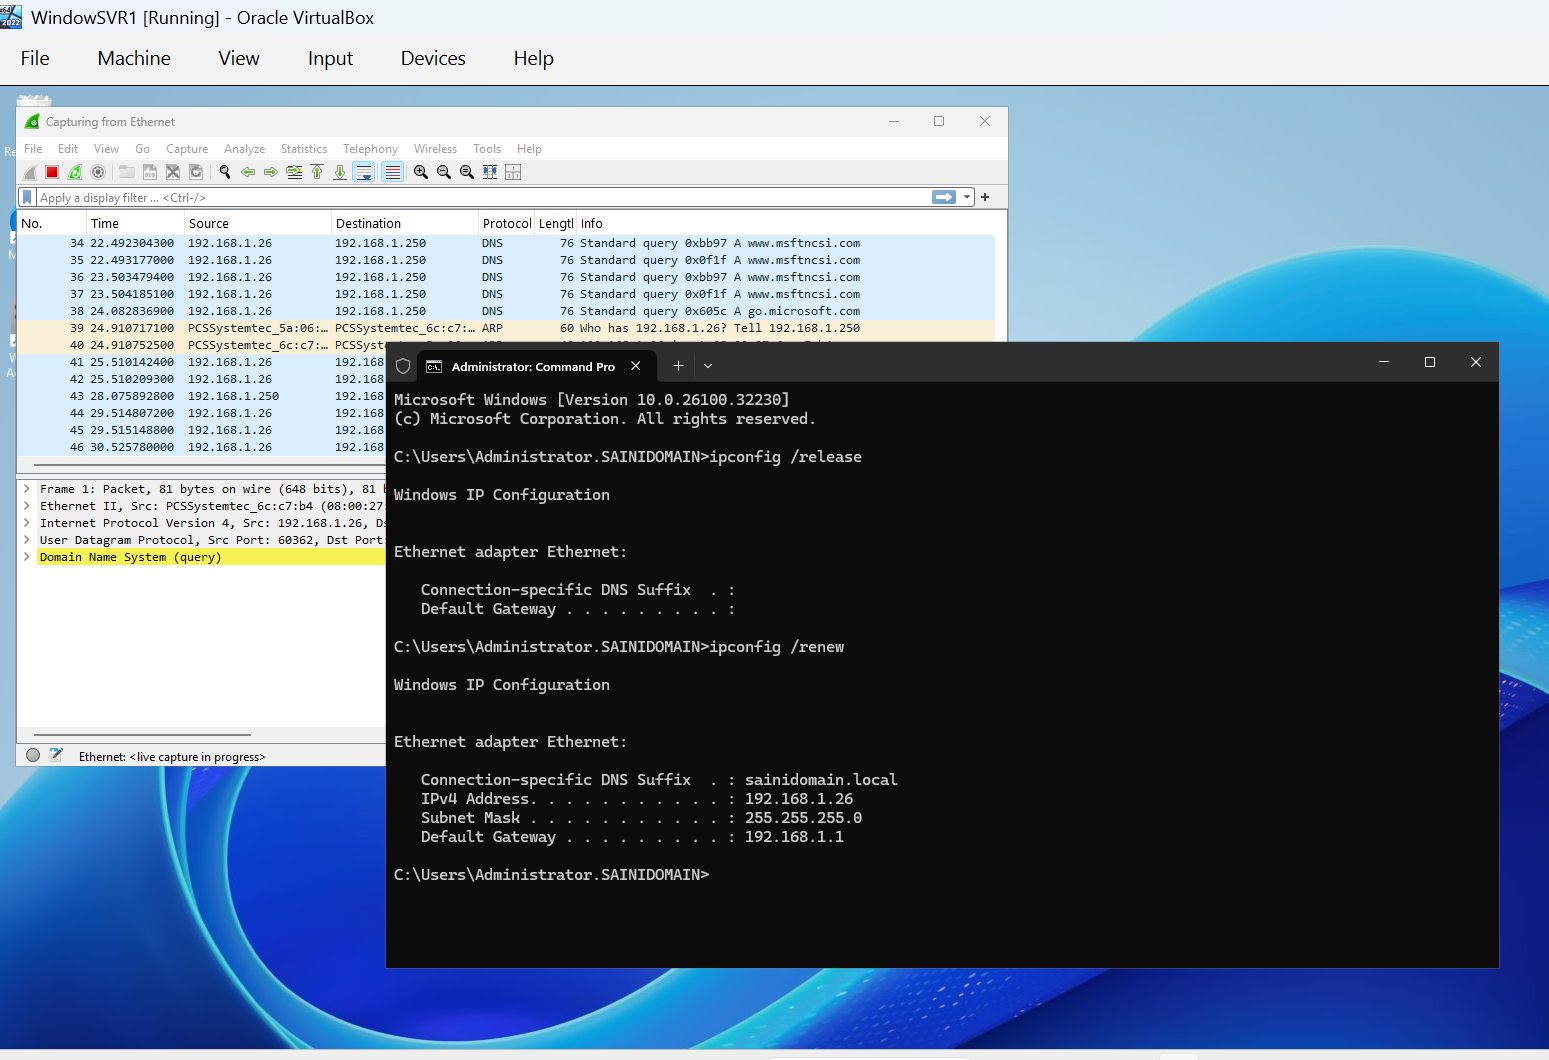 WindowSVR1 [Running] - Oracle VirtualBox
File Machine View Input Devices Help
Capturing from Ethernet
File Edit View Go Capture Analyze Statistics Telephony Wireless Tools Help
Apply a display filter ... <Ctrl-/>
No. Time Source Destination Protocol Lengtl Info
34 22.492304300 192.168.1.26 192.168.1.250 DNS 76 Standard query 0xbb97 A www.msftncsi.com
35 22.493177000 192.168.1.26 192.168.1.250 DNS 76 Standard query 0x0f1f A www.msftncsi.com
36 23.503479400 192.168.1.26 192.168.1.250 DNS 76 Standard query 0xbb97 A www.msftncsi.com
37 23.504185100 192.168.1.26 192.168.1.250 DNS 76 Standard query 0x0f1f A www.msftncsi.com
38 24.082836900 192.168.1.26 192.168.1.250 DNS 76 Standard query 0x605c A go.microsoft.com
39 24.910717100 PCSSystemtec_5a:06:… PCSSystemtec_6c:c7:… ARP 60 Who has 192.168.1.26? Tell 192.168.1.250
40 24.910752500 PCSSystemtec_6c:c7:…
41 25.510142400 192.168.1.26 192.168
42 25.510209300 192.168.1.26 192.168
43 28.075892800 192.168.1.250 192.168
44 29.514807200 192.168.1.26 192.168
45 29.515148800 192.168.1.26 192.168
46 30.525780000 192.168.1.26 192.168
Frame 1: Packet, 81 bytes on wire (648 bits), 81 b
Ethernet II, Src: PCSSystemtec_6c:c7:b4 (08:00:27:
Internet Protocol Version 4, Src: 192.168.1.26, Ds
User Datagram Protocol, Src Port: 60362, Dst Port:
Domain Name System (query)
Ethernet: <live capture in progress>
Administrator: Command Pro
Microsoft Windows [Version 10.0.26100.32230]
(c) Microsoft Corporation. All rights reserved.
C:\Users\Administrator.SAINIDOMAIN>ipconfig /release
Windows IP Configuration
Ethernet adapter Ethernet:
Connection-specific DNS Suffix . :
Default Gateway . . . . . . . . . :
C:\Users\Administrator.SAINIDOMAIN>ipconfig /renew
Windows IP Configuration
Ethernet adapter Ethernet:
Connection-specific DNS Suffix . : sainidomain.local
IPv4 Address. . . . . . . . . . . : 192.168.1.26
Subnet Mask . . . . . . . . . . . : 255.255.255.0
Default Gateway . . . . . . . . . : 192.168.1.1
C:\Users\Administrator.SAINIDOMAIN>